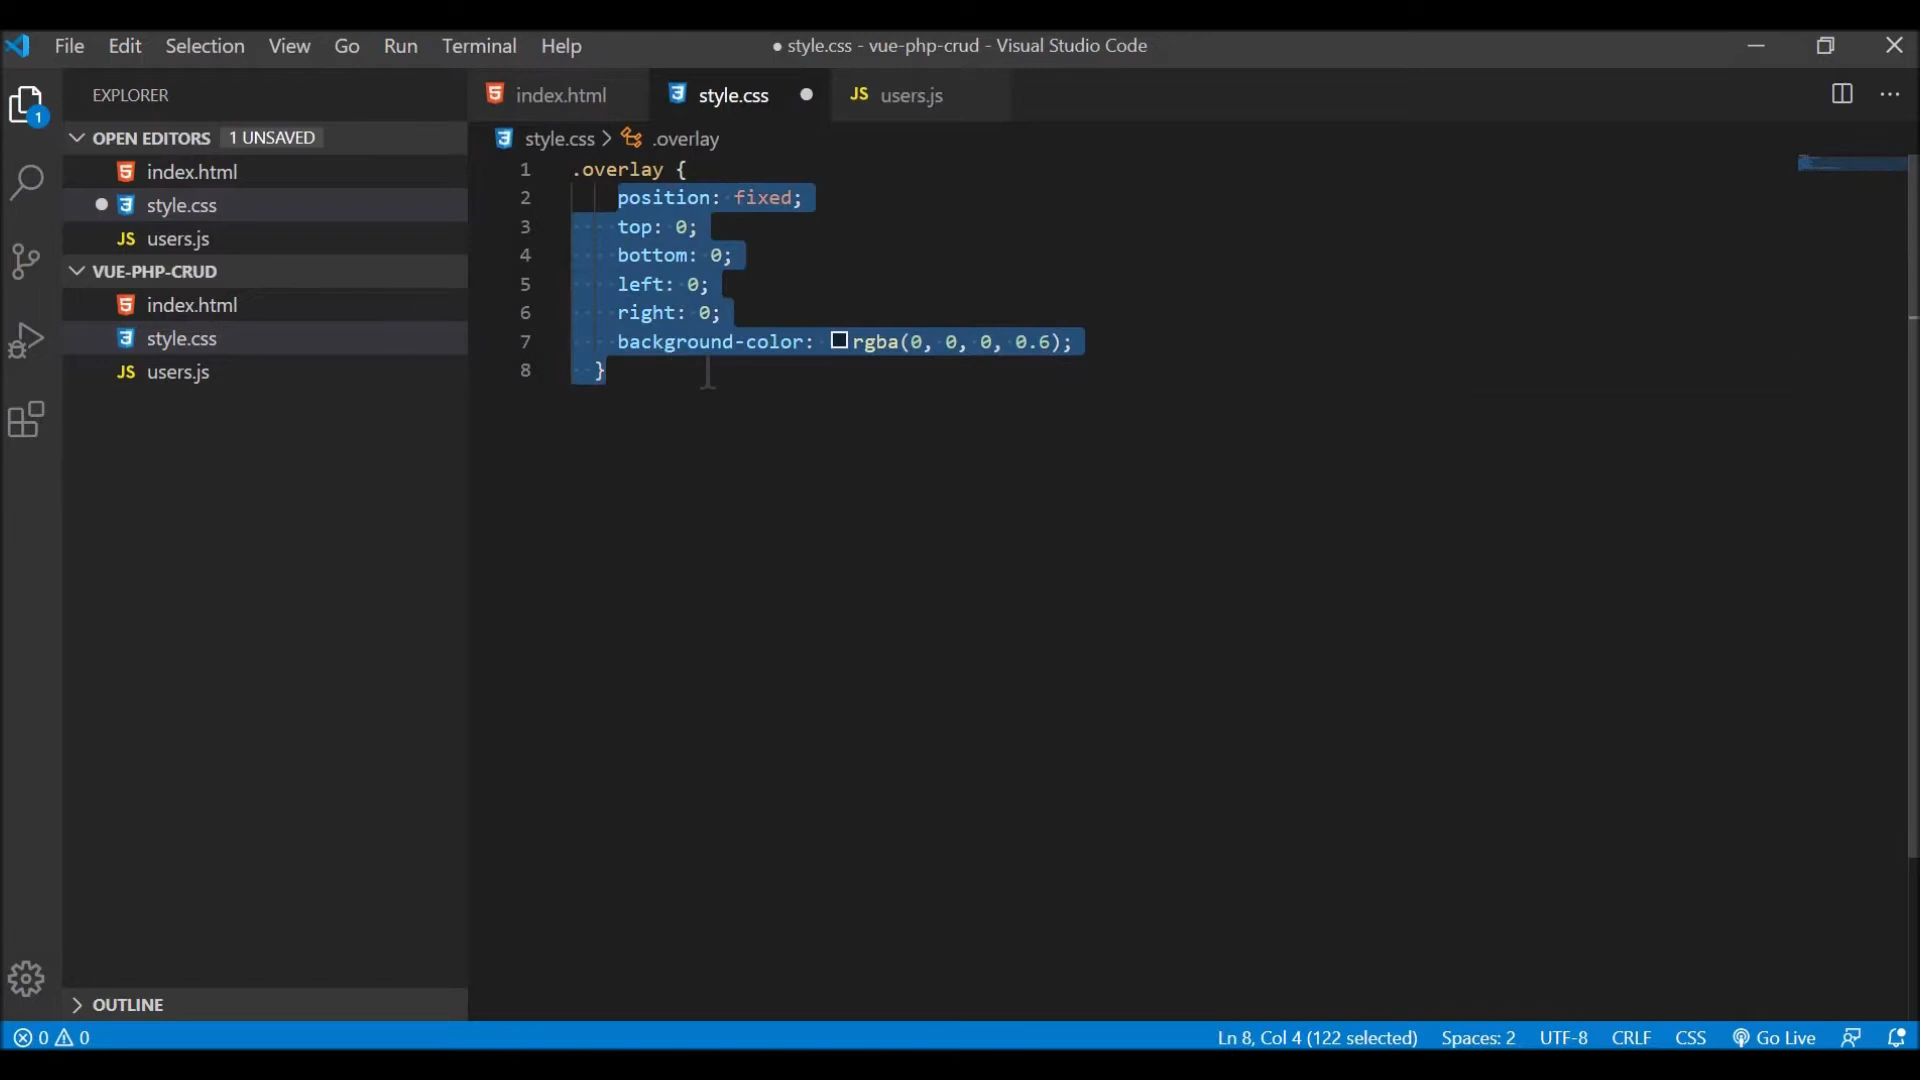 File Edit Selection View Go Run Terminal Help ● style.css - vue-php-crud - Visual Studio Code
EXPLORER
index.html style.css JS users.js
OPEN EDITORS 1 UNSAVED
index.html
style.css
JS users.js
VUE-PHP-CRUD
index.html
style.css
JS users.js
OUTLINE
1
style.css > .overlay
1 .overlay {
2 position: fixed;
3 top: 0;
4 bottom: 0;
5 left: 0;
6 right: 0;
7 background-color: rgba(0, 0, 0, 0.6);
8 }
0 0 Ln 8, Col 4 (122 selected) Spaces: 2 UTF-8 CRLF CSS Go Live